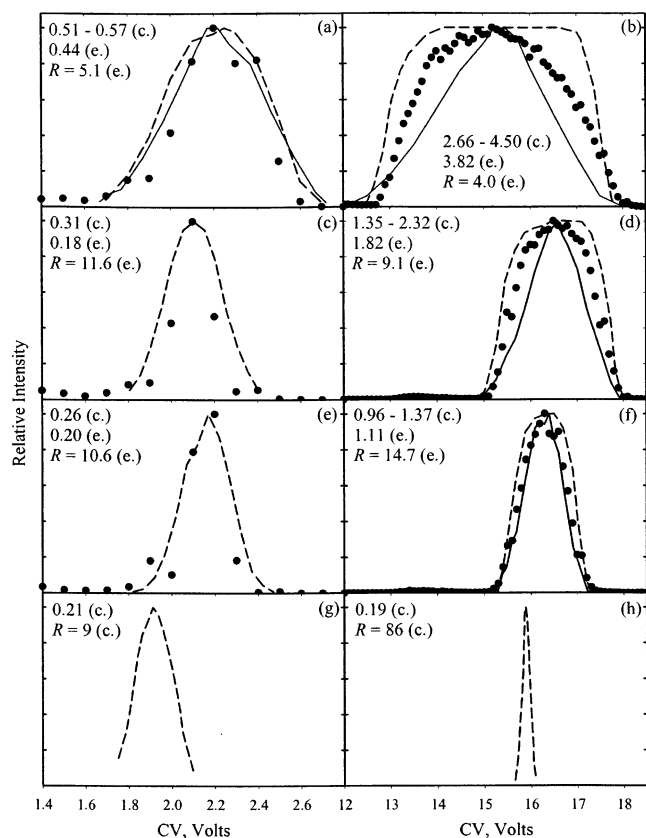 0.51 - 0.57 (c.)
0.44 (e.)
R = 5.1 (e.)
(a)
(b)
2.66 - 4.50 (c.)
3.82 (e.)
R = 4.0 (e.)
0.31 (c.)
0.18 (e.)
R = 11.6 (e.)
(c)
1.35 - 2.32 (c.)
1.82 (e.)
R = 9.1 (e.)
(d)
0.26 (c.)
0.20 (e.)
R = 10.6 (e.)
(e)
0.96 - 1.37 (c.)
1.11 (e.)
R = 14.7 (e.)
(f)
0.21 (c.)
R = 9 (c.)
(g)
0.19 (c.)
R = 86 (c.)
(h)
Relative Intensity
1.4 1.6 1.8 2.0 2.2 2.4 2.6 12 13 15 16 17 18
CV, Volts
CV, Volts